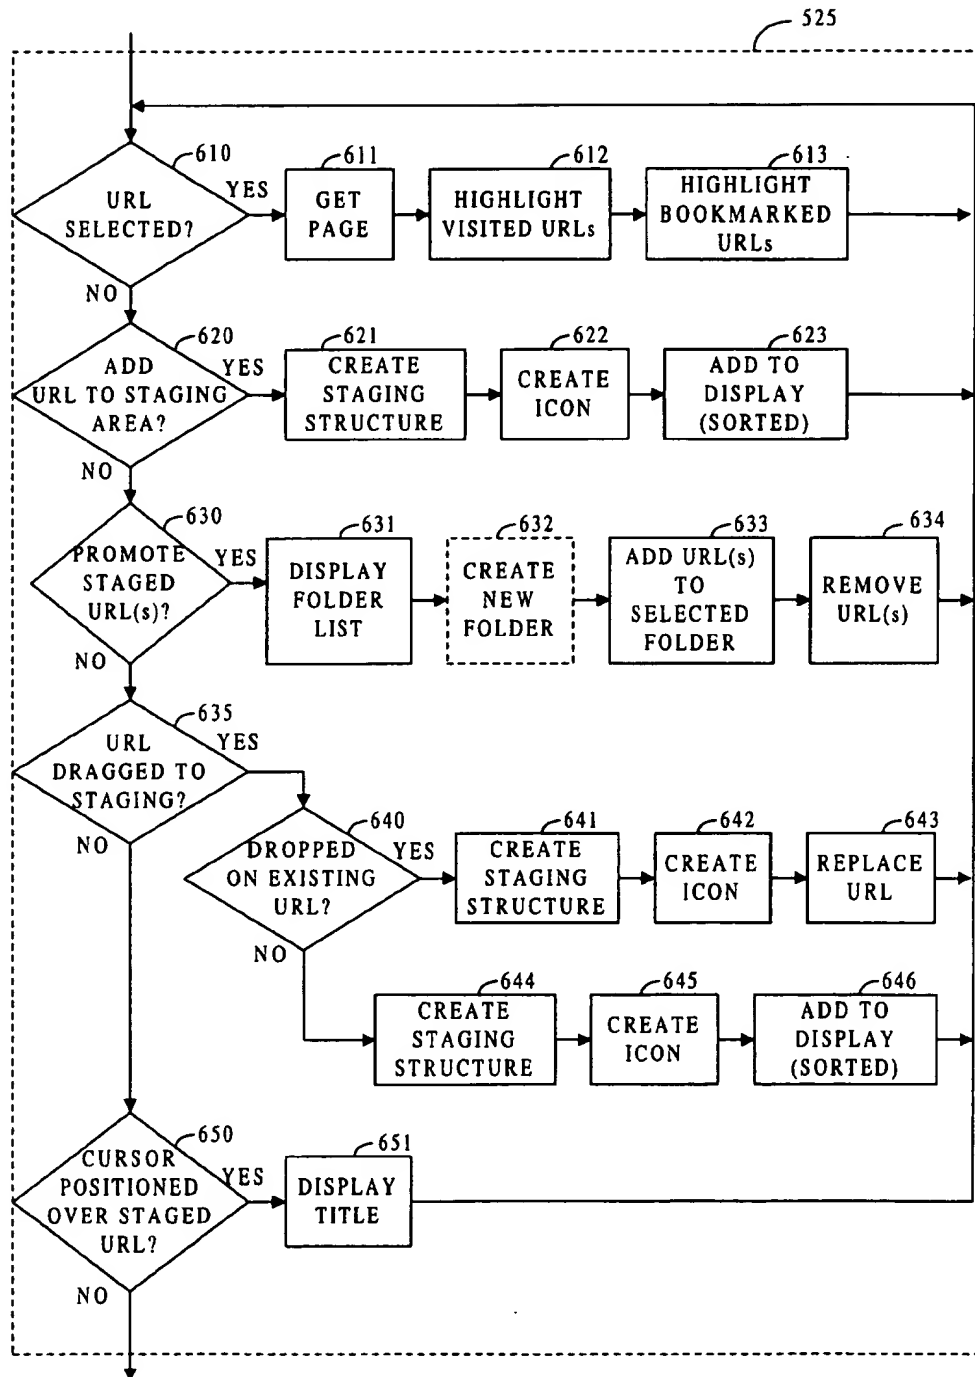 525
610
URL
SELECTED?
YES
NO
611
GET
PAGE
612
HIGHLIGHT
VISITED URLs
613
HIGHLIGHT
BOOKMARKED
URLs
620
ADD
URL TO STAGING
AREA?
YES
NO
621
CREATE
STAGING
STRUCTURE
622
CREATE
ICON
623
ADD TO
DISPLAY
(SORTED)
630
PROMOTE
STAGED
URL(s)?
YES
NO
631
DISPLAY
FOLDER
LIST
632
CREATE
NEW
FOLDER
633
ADD URL(s)
TO
SELECTED
FOLDER
634
REMOVE
URL(s)
635
URL
DRAGGED TO
STAGING?
YES
NO
640
DROPPED
ON EXISTING
URL?
YES
NO
641
CREATE
STAGING
STRUCTURE
642
CREATE
ICON
643
REPLACE
URL
644
CREATE
STAGING
STRUCTURE
645
CREATE
ICON
646
ADD TO
DISPLAY
(SORTED)
650
CURSOR
POSITIONED
OVER STAGED
URL?
YES
NO
651
DISPLAY
TITLE